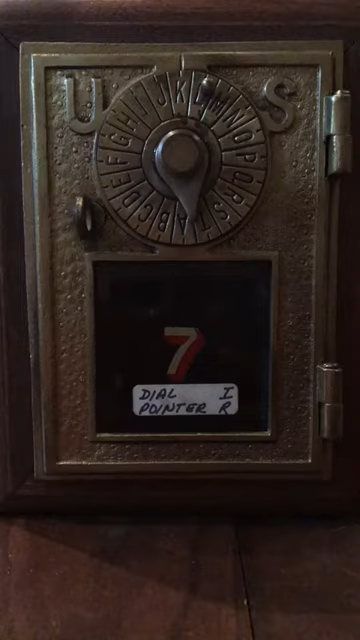 U S
A B C D E F G H I J K L M N O P Q R S T
7
DIAL I
POINTER R